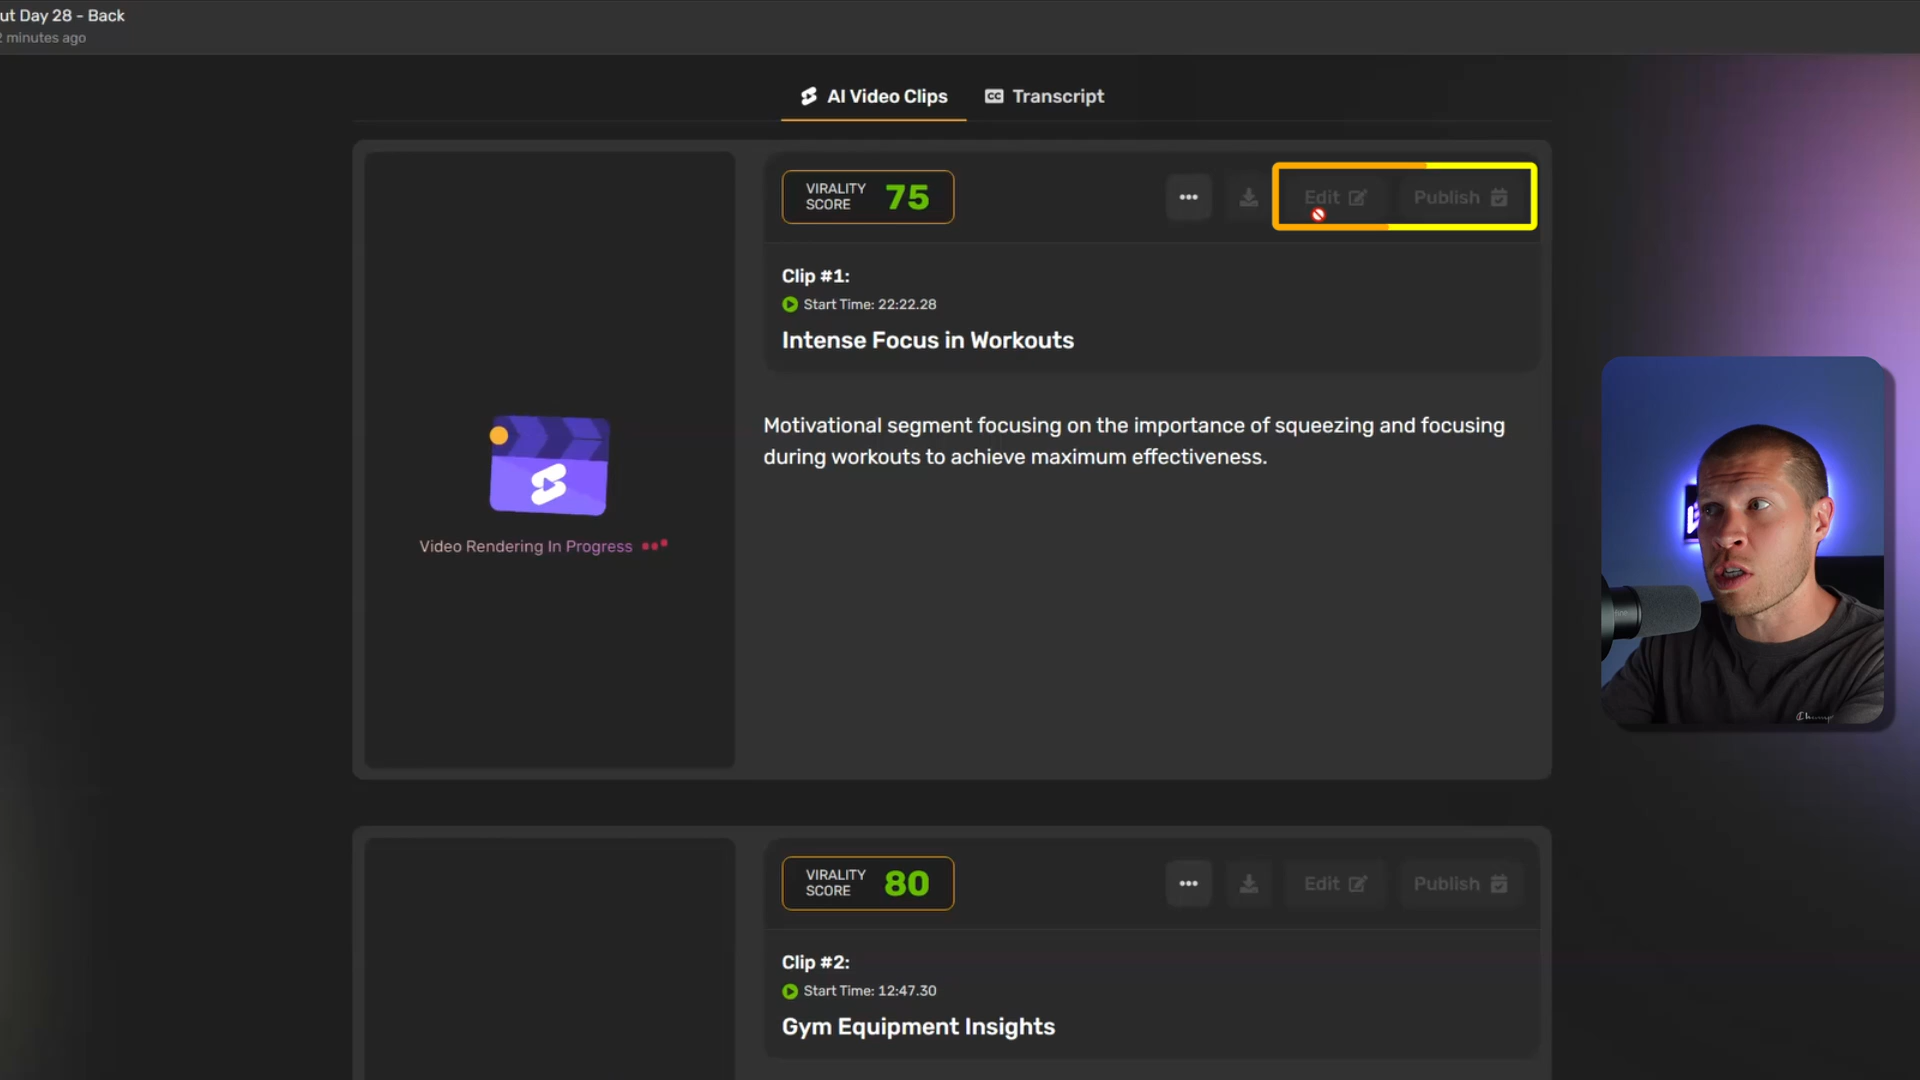 ut Day 28 - Back
2 minutes ago
AI Video Clips
CC Transcript
VIRALITY
SCORE
75
Edit
Publish
Clip #1:
Start Time: 22:22.28
Intense Focus in Workouts
Motivational segment focusing on the importance of squeezing and focusing
during workouts to achieve maximum effectiveness.
Video Rendering In Progress
VIRALITY
SCORE
80
Edit
Publish
Clip #2:
Start Time: 12:47.30
Gym Equipment Insights